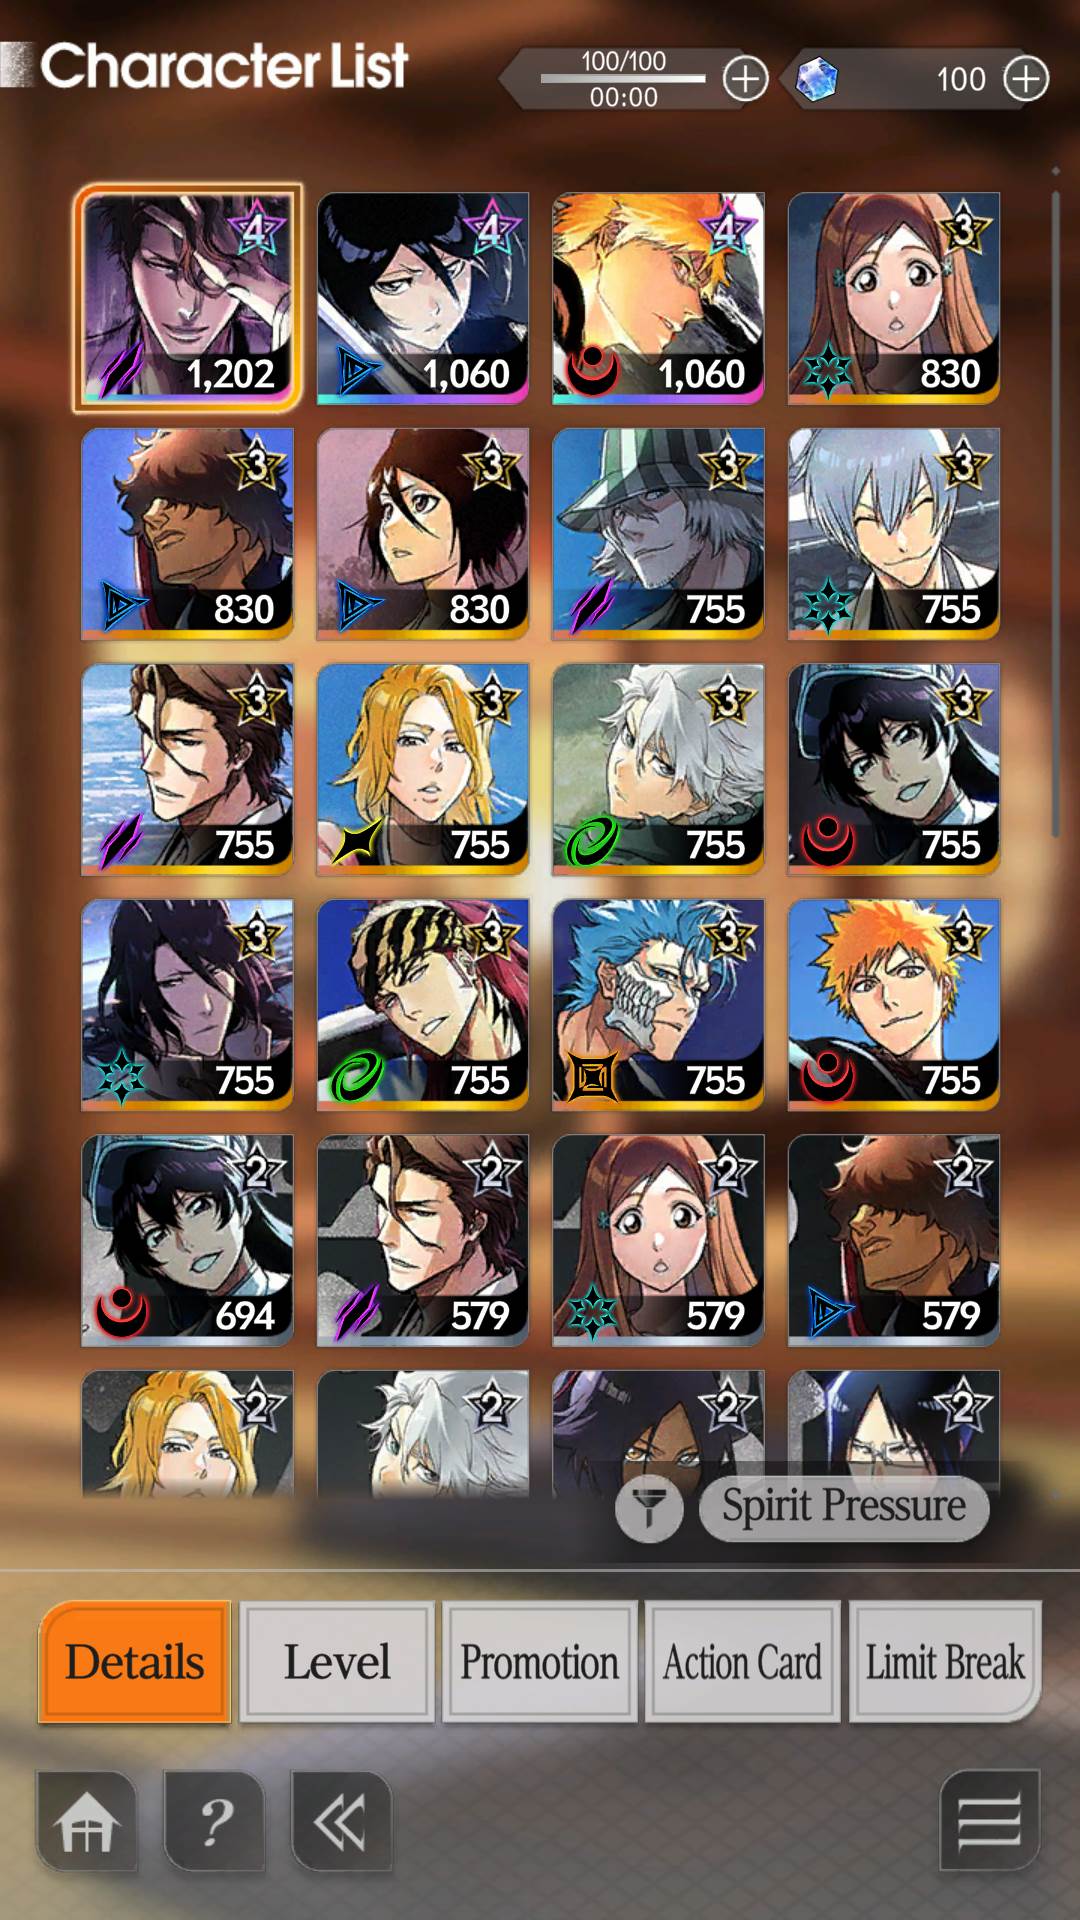 Character List
100/100
00:00
100
4 4 4 3
1,202 1,060 1,060 830
3 3 3 3
830 830 755 755
3 3 3 3
755 755 755 755
3 3 3 3
755 755 755 755
2 2 2 2
694 579 579 579
2 2 2 2
Spirit Pressure
Details Level Promotion Action Card Limit Break
?